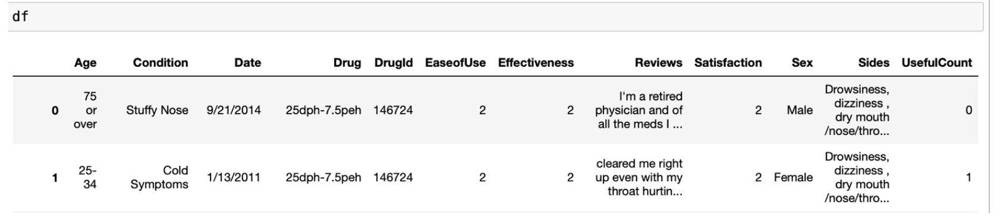 df
Age Condition Date Drug DrugId EaseofUse Effectiveness Reviews Satisfaction Sex Sides UsefulCount
0 75 or over Stuffy Nose 9/21/2014 25dph-7.5peh 146724 2 2 I'm a retired physician and of all the meds I ... 2 Male Drowsiness, dizziness , dry mouth /nose/thro... 0
1 25-34 Cold Symptoms 1/13/2011 25dph-7.5peh 146724 2 2 cleared me right up even with my throat hurtin... 2 Female Drowsiness, dizziness , dry mouth /nose/thro... 1